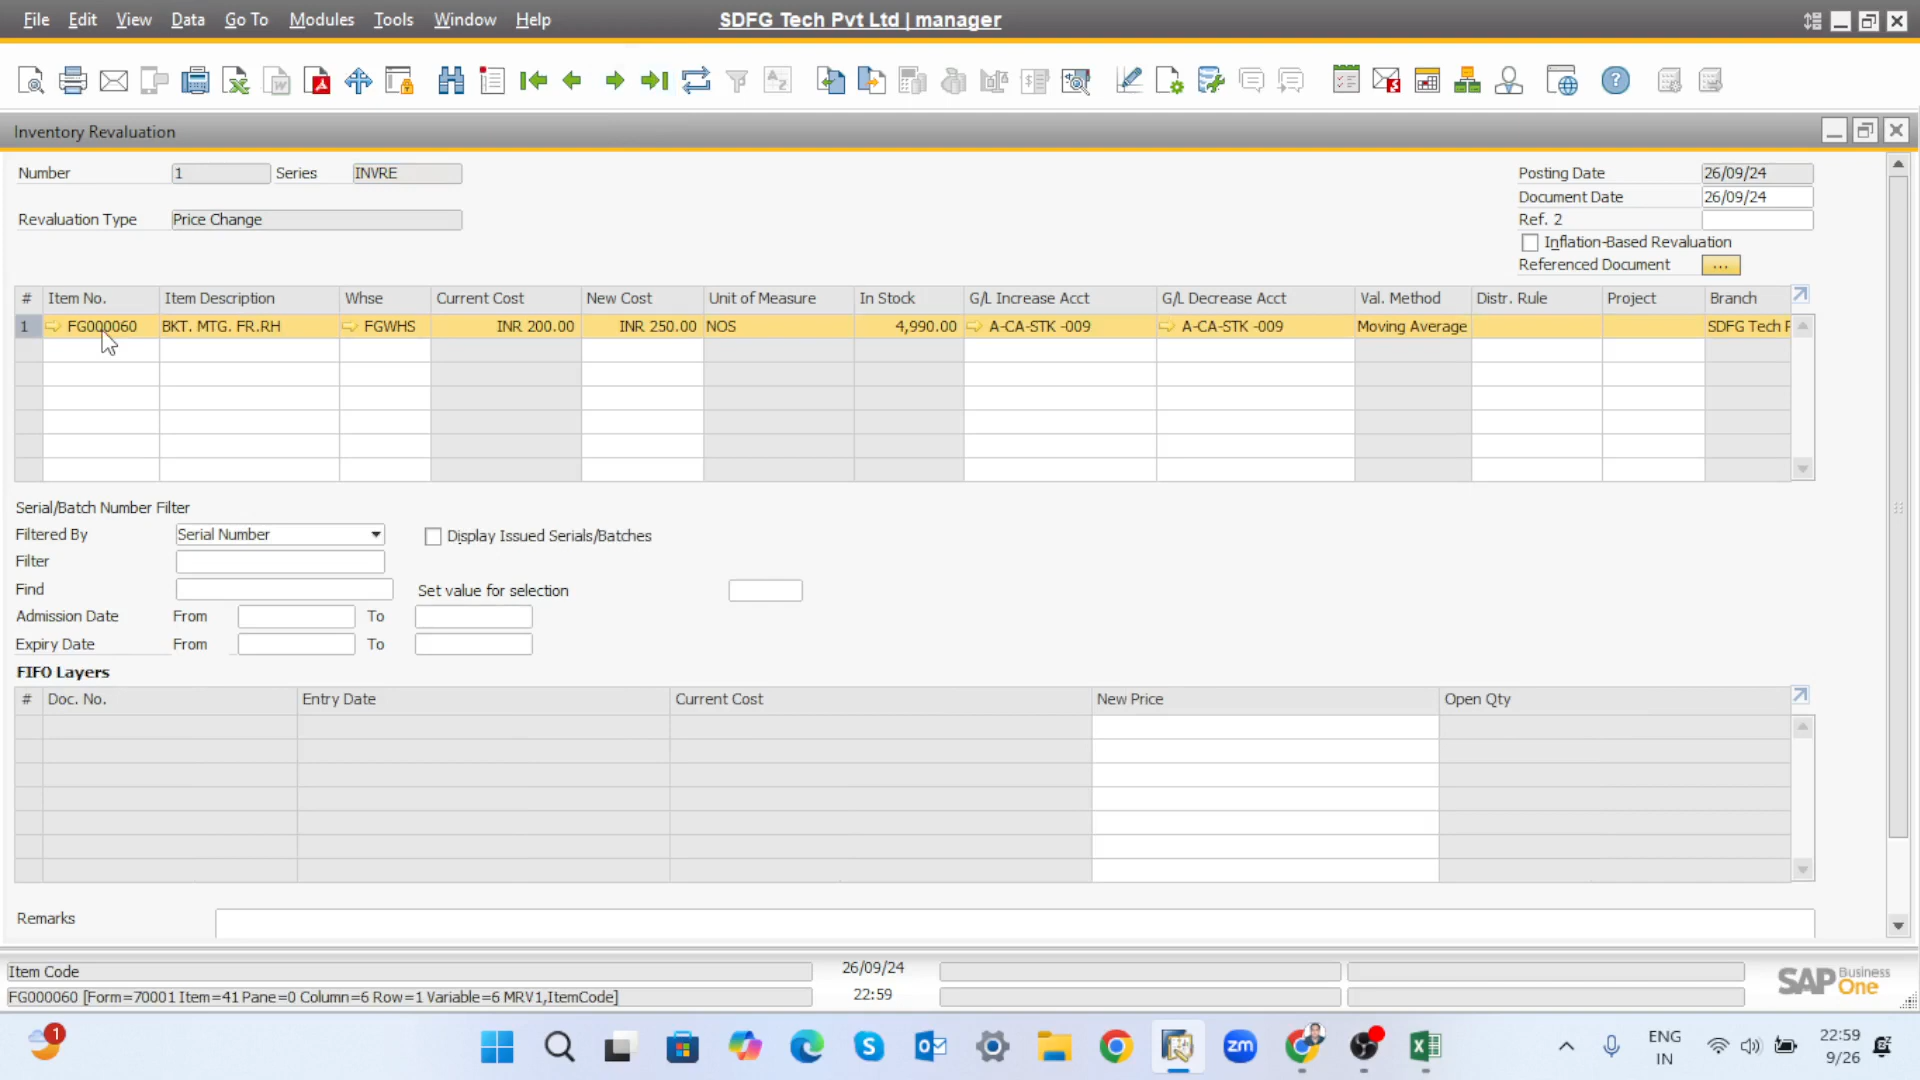 File Edit View Data Go To Modules Tools Window Help SDFG Tech Pvt Ltd | manager
Inventory Revaluation
Number 1 Series INVRE Posting Date 26/09/24
Document Date 26/09/24
Revaluation Type Price Change Ref. 2
Inflation-Based Revaluation
Referenced Document ...
# Item No. Item Description Whse Current Cost New Cost Unit of Measure In Stock G/L Increase Acct G/L Decrease Acct Val. Method Distr. Rule Project Branch
1 FG000060 BKT. MTG. FR.RH FGWHS INR 200.00 INR 250.00 NOS 4,990.00 A-CA-STK -009 A-CA-STK -009 Moving Average SDFG Tech P
Serial/Batch Number Filter
Filtered By Serial Number Display Issued Serials/Batches
Filter
Find Set value for selection
Admission Date From To
Expiry Date From To
FIFO Layers
# Doc. No. Entry Date Current Cost New Price Open Qty
Remarks
Item Code 26/09/24
FG000060 [Form=70001 Item=41 Pane=0 Column=6 Row=1 Variable=6 MRV1,ItemCode] 22:59
SAP Business One
1 zm ENG IN 22:59 9/26